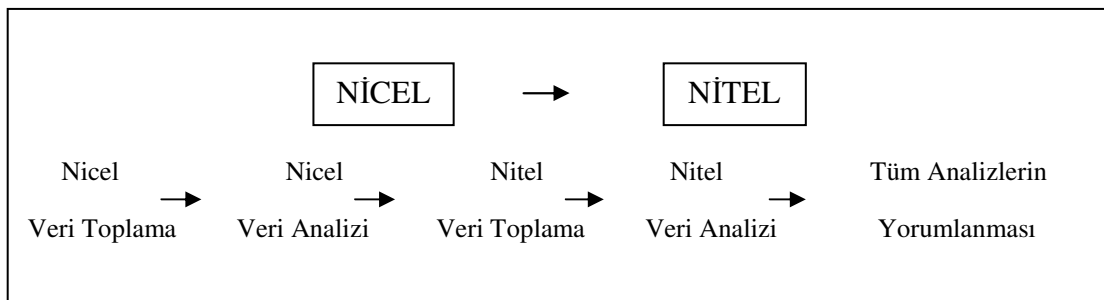 NİCEL → NİTEL
Nicel → Nicel → Nitel → Nitel → Tüm Analizlerin
Veri Toplama Veri Analizi Veri Toplama Veri Analizi Yorumlanması